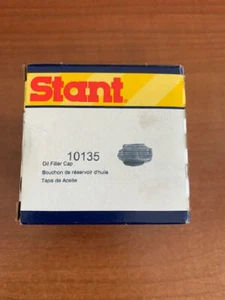 Stant®
10135
Oil Filler Cap
Bouchon de réservoir d'huile
Tapa de Aceite